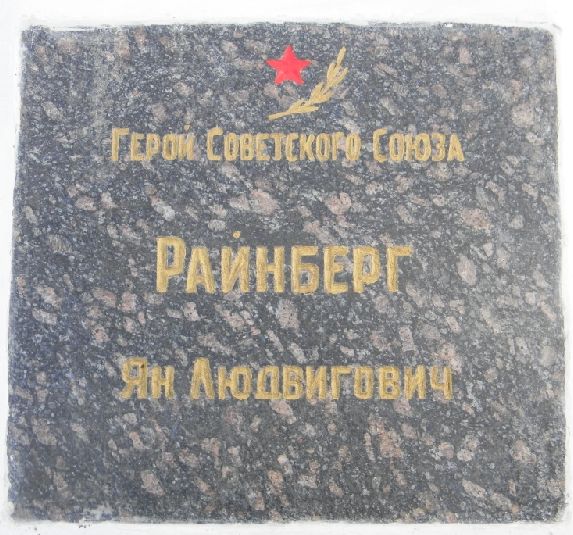 Герой Советского Союза
Райнберг
Ян Людвигович